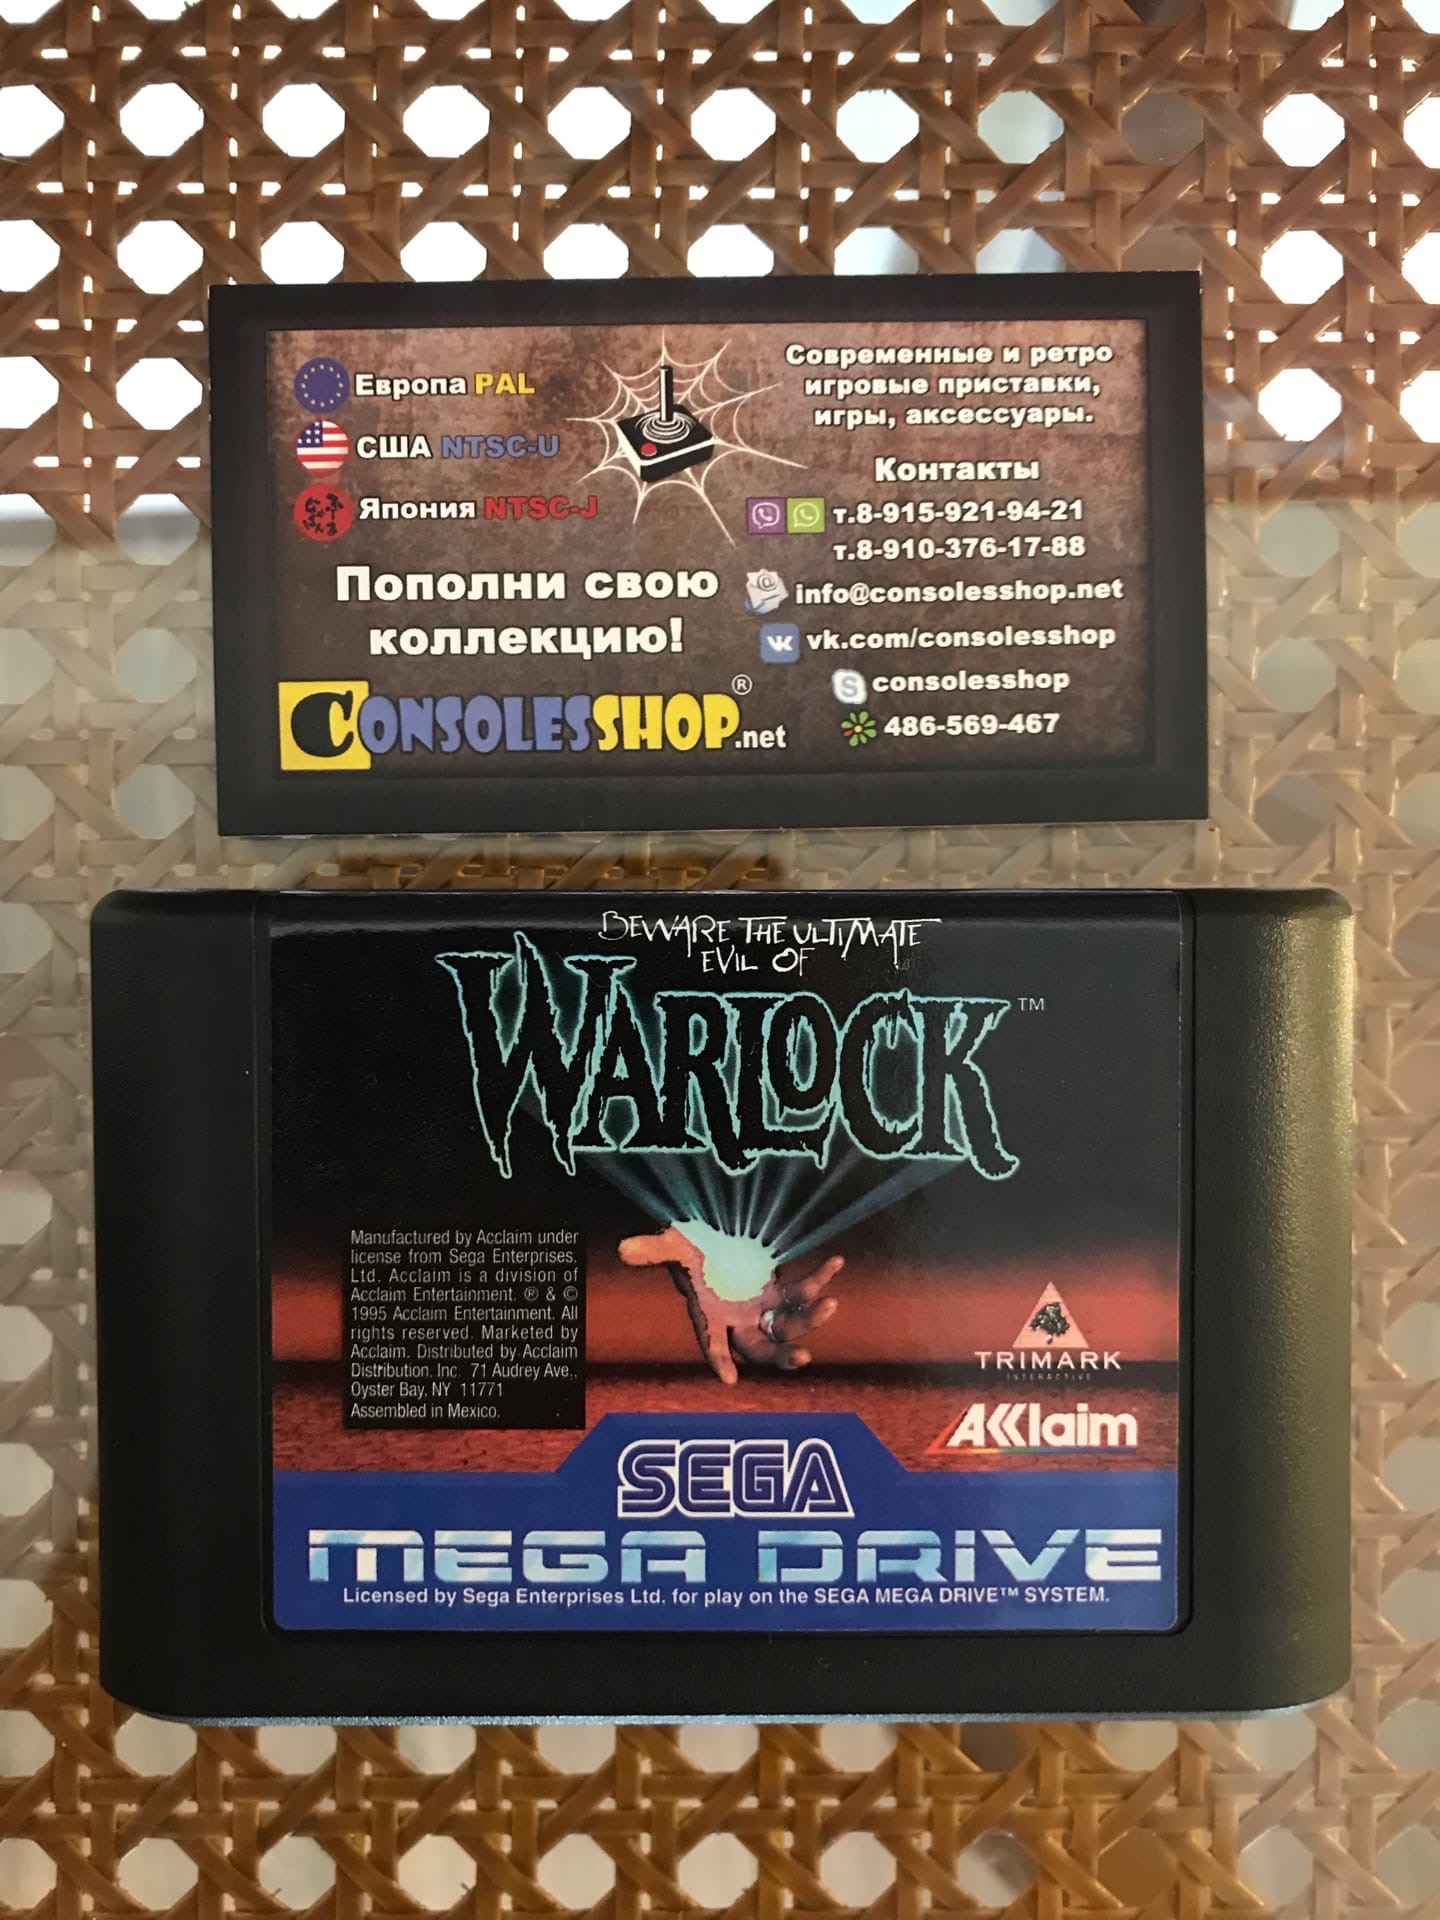 Европа PAL
США NTSC-U
Япония NTSC-J
Пополни свою
коллекцию!
CONSOLESSHOP.net ®
Современные и ретро
игровые приставки,
игры, аксессуары.
Контакты
т.8-915-921-94-21
т.8-910-376-17-88
info@consolesshop.net
vk.com/consolesshop
consolesshop
486-569-467
BEWARE THE ULTIMATE
EVIL OF
WARLOCK™
Manufactured by Acclaim under
license from Sega Enterprises,
Ltd. Acclaim is a division of
Acclaim Entertainment. ® & ©
1995 Acclaim Entertainment. All
rights reserved. Marketed by
Acclaim. Distributed by Acclaim
Distribution, Inc. 71 Audrey Ave.,
Oyster Bay, NY 11771
Assembled in Mexico.
TRIMARK
INTERACTIVE
AKKlaim
SEGA
MEGA DRIVE
Licensed by Sega Enterprises Ltd. for play on the SEGA MEGA DRIVE™ SYSTEM.